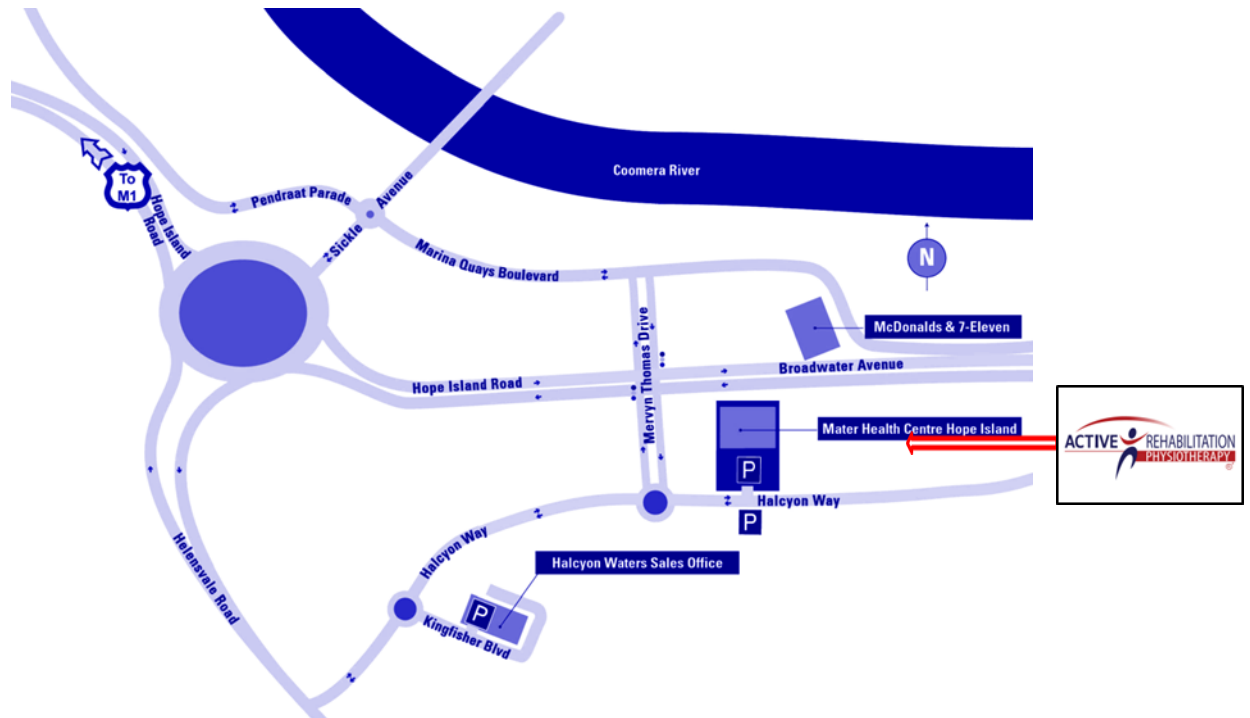 Coomera River
To
M1
Hope Island
Road
Pendraat Parade
Sickle
Avenue
Marina Quays Boulevard
N
McDonalds & 7-Eleven
Mervyn Thomas Drive
Broadwater Avenue
Hope Island Road
Mater Health Centre Hope Island
ACTIVE REHABILITATION
PHYSIOTHERAPY
P
Halcyon Way
P
Halcyon Way
Halcyon Waters Sales Office
Helensvale Road
P
Kingfisher Blvd